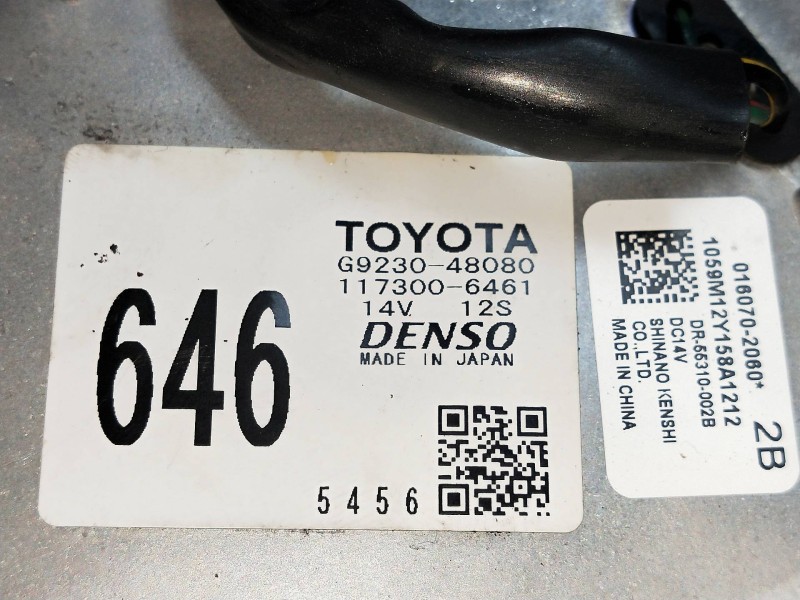 TOYOTA
G9230-48080
117300-6461
14V 12S
DENSO
MADE IN JAPAN
646
5456
016070-2060*
1059M12Y158A1212
2B
DR-55310-002B
DC14V
SHINANO KENSHI
CO.,LTD.
MADE IN CHINA